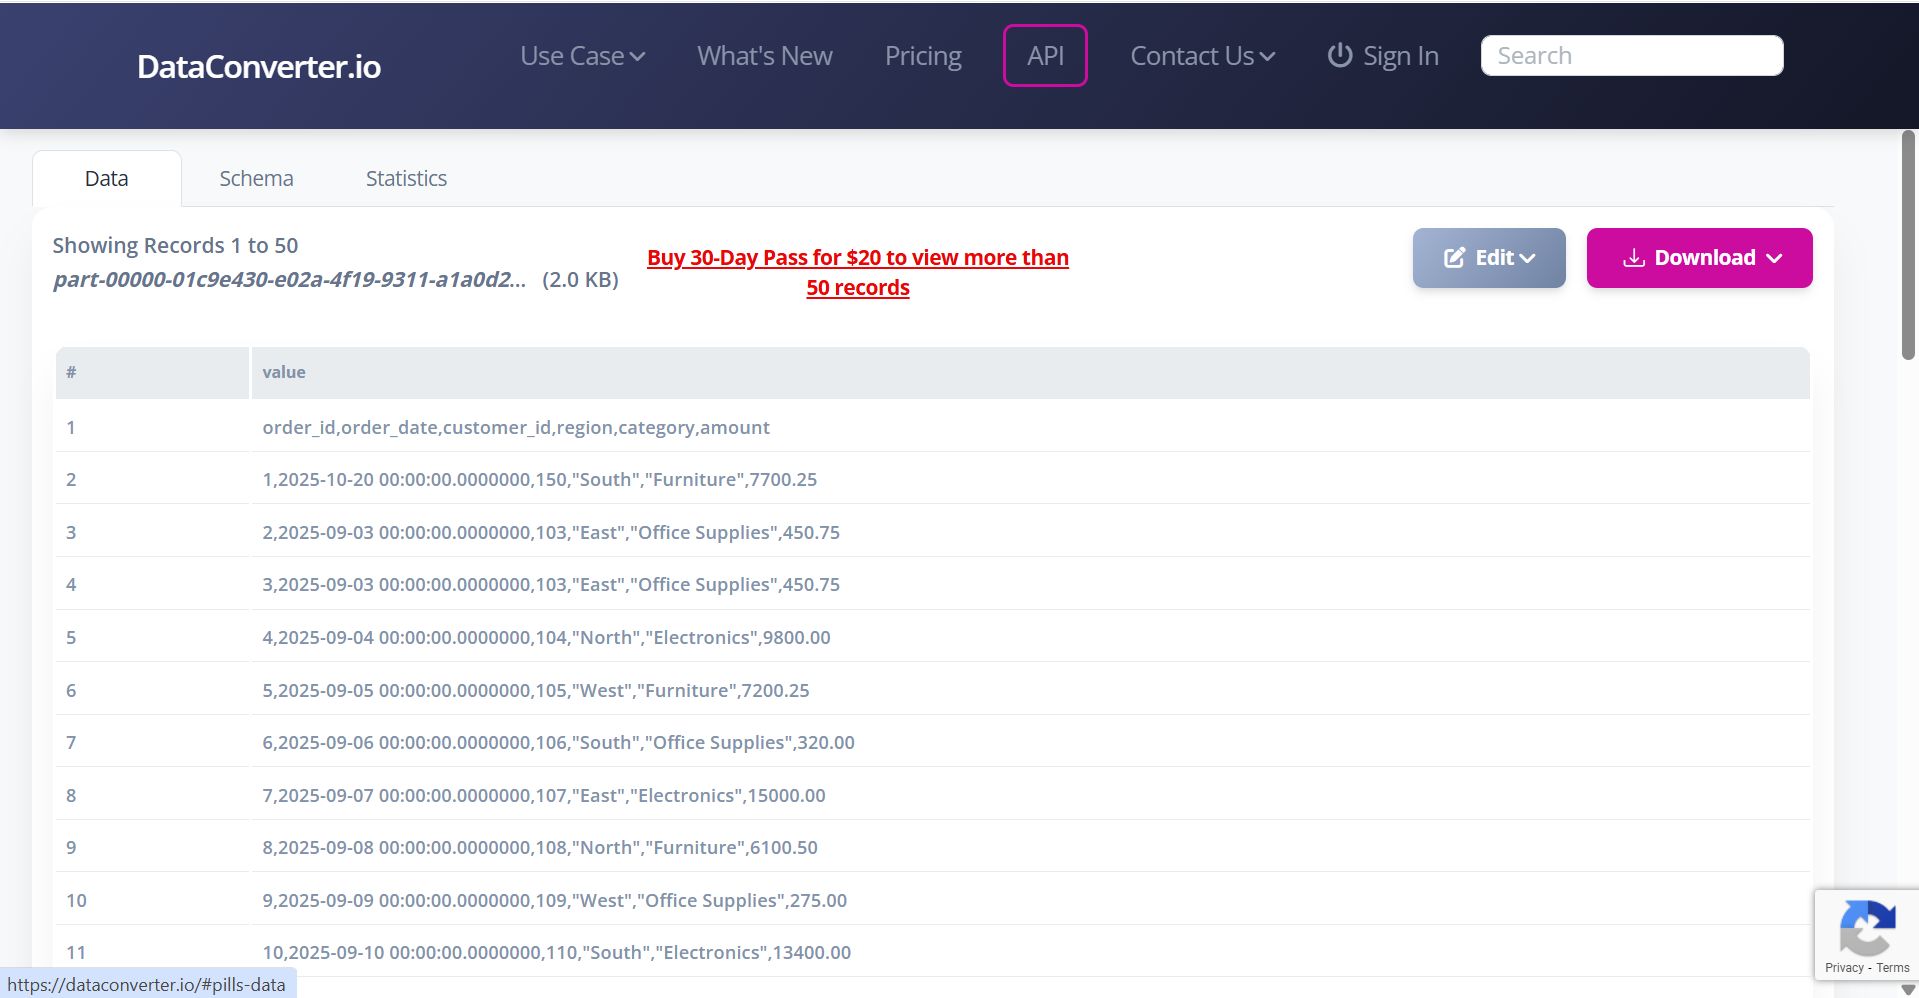 DataConverter.io
Use Case
What's New
Pricing
API
Contact Us
Sign In
Search
Data
Schema
Statistics
Showing Records 1 to 50
part-00000-01c9e430-e02a-4f19-9311-a1a0d2... (2.0 KB)
Buy 30-Day Pass for $20 to view more than
50 records
Edit
Download
# value
1 order_id,order_date,customer_id,region,category,amount
2 1,2025-10-20 00:00:00.0000000,150,"South","Furniture",7700.25
3 2,2025-09-03 00:00:00.0000000,103,"East","Office Supplies",450.75
4 3,2025-09-03 00:00:00.0000000,103,"East","Office Supplies",450.75
5 4,2025-09-04 00:00:00.0000000,104,"North","Electronics",9800.00
6 5,2025-09-05 00:00:00.0000000,105,"West","Furniture",7200.25
7 6,2025-09-06 00:00:00.0000000,106,"South","Office Supplies",320.00
8 7,2025-09-07 00:00:00.0000000,107,"East","Electronics",15000.00
9 8,2025-09-08 00:00:00.0000000,108,"North","Furniture",6100.50
10 9,2025-09-09 00:00:00.0000000,109,"West","Office Supplies",275.00
11 10,2025-09-10 00:00:00.0000000,110,"South","Electronics",13400.00
Privacy - Terms
https://dataconverter.io/#pills-data